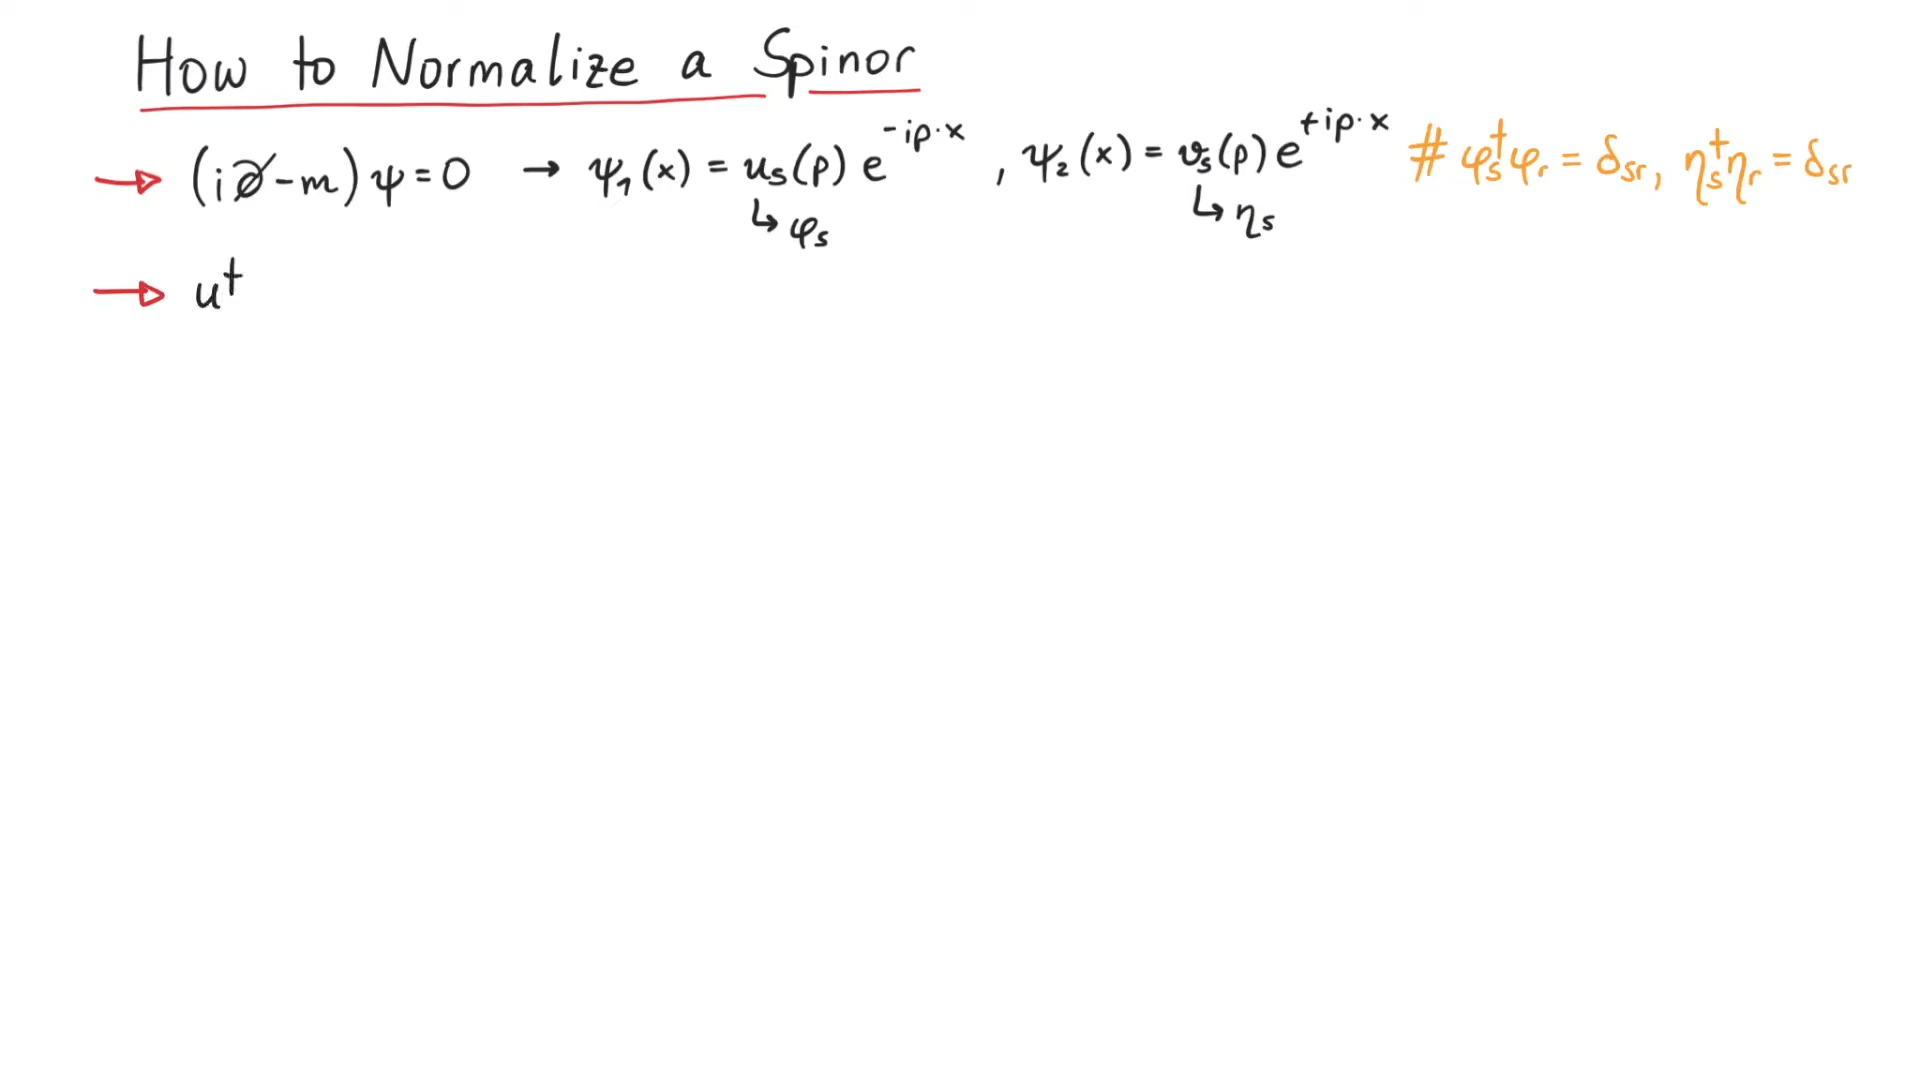 How to Normalize a Spinor
(i∂̸-m)ψ=0 → ψ₁(x) = uₛ(p) e^{-ip·x} , ψ₂(x) = vₛ(p) e^{+ip·x} # φₛ†φᵣ = δₛᵣ, ηₛ†ηᵣ = δₛᵣ
↳ φₛ ↳ ηₛ
u†